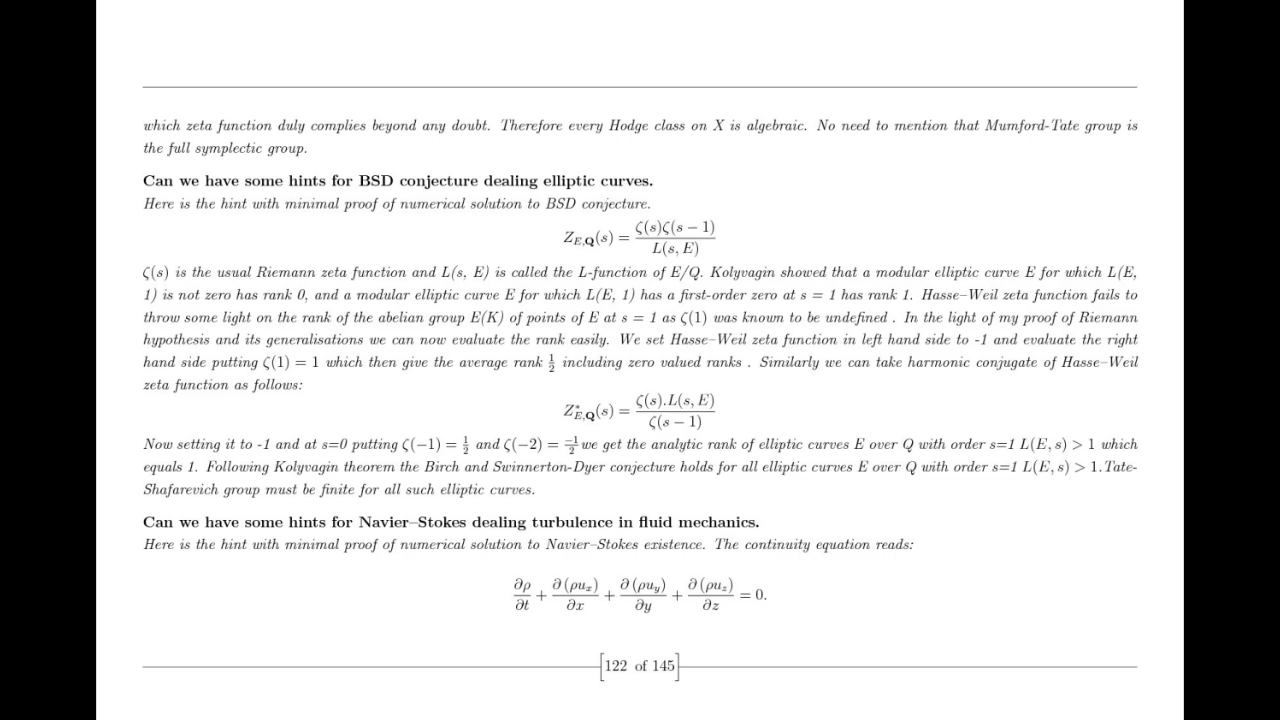 which zeta function duly complies beyond any doubt. Therefore every Hodge class on X is algebraic. No need to mention that Mumford-Tate group is
the full symplectic group.
Can we have some hints for BSD conjecture dealing elliptic curves.
Here is the hint with minimal proof of numerical solution to BSD conjecture.
Z_{E,Q}(s) = \frac{ζ(s)ζ(s − 1)}{L(s, E)}
ζ(s) is the usual Riemann zeta function and L(s, E) is called the L-function of E/Q. Kolyvagin showed that a modular elliptic curve E for which L(E,
1) is not zero has rank 0, and a modular elliptic curve E for which L(E, 1) has a first-order zero at s = 1 has rank 1. Hasse–Weil zeta function fails to
throw some light on the rank of the abelian group E(K) of points of E at s = 1 as ζ(1) was known to be undefined . In the light of my proof of Riemann
hypothesis and its generalisations we can now evaluate the rank easily. We set Hasse–Weil zeta function in left hand side to -1 and evaluate the right
hand side putting ζ(1) = 1 which then give the average rank \frac{1}{2} including zero valued ranks . Similarly we can take harmonic conjugate of Hasse–Weil
zeta function as follows:
Z^*_{E,Q}(s) = \frac{ζ(s).L(s, E)}{ζ(s − 1)}
Now setting it to -1 and at s=0 putting ζ(−1) = \frac{1}{2} and ζ(−2) = \frac{−1}{2} we get the analytic rank of elliptic curves E over Q with order s=1 L(E, s) > 1 which
equals 1. Following Kolyvagin theorem the Birch and Swinnerton-Dyer conjecture holds for all elliptic curves E over Q with order s=1 L(E, s) > 1.Tate-
Shafarevich group must be finite for all such elliptic curves.
Can we have some hints for Navier–Stokes dealing turbulence in fluid mechanics.
Here is the hint with minimal proof of numerical solution to Navier–Stokes existence. The continuity equation reads:
\frac{∂ρ}{∂t} + \frac{∂(ρu_x)}{∂x} + \frac{∂(ρu_y)}{∂y} + \frac{∂(ρu_z)}{∂z} = 0.
[122 of 145]